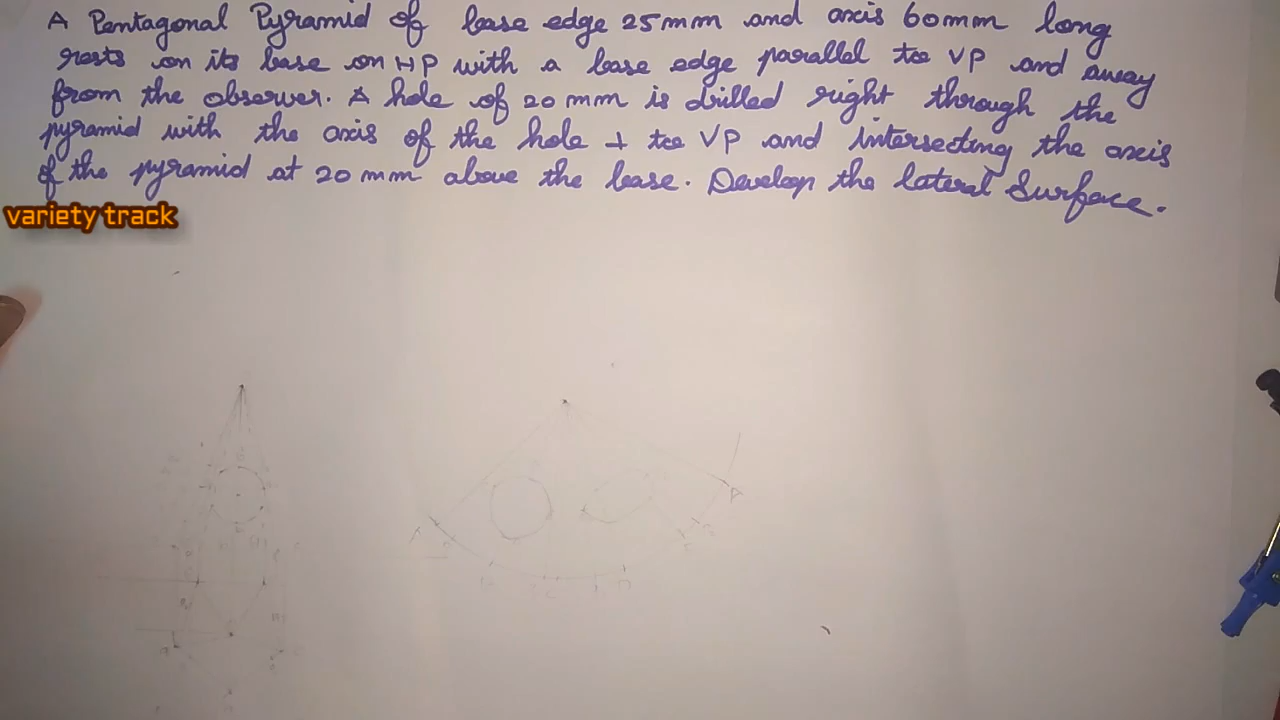 A Pentagonal Pyramid of base edge 25mm and axis 60mm long
rests on its base on HP with a base edge parallel to VP and away
from the observer. A hole of 20mm is drilled right through the
pyramid with the axis of the hole ⊥ to VP and intersecting the axis
of the pyramid at 20mm above the base. Develop the lateral Surface.
variety track